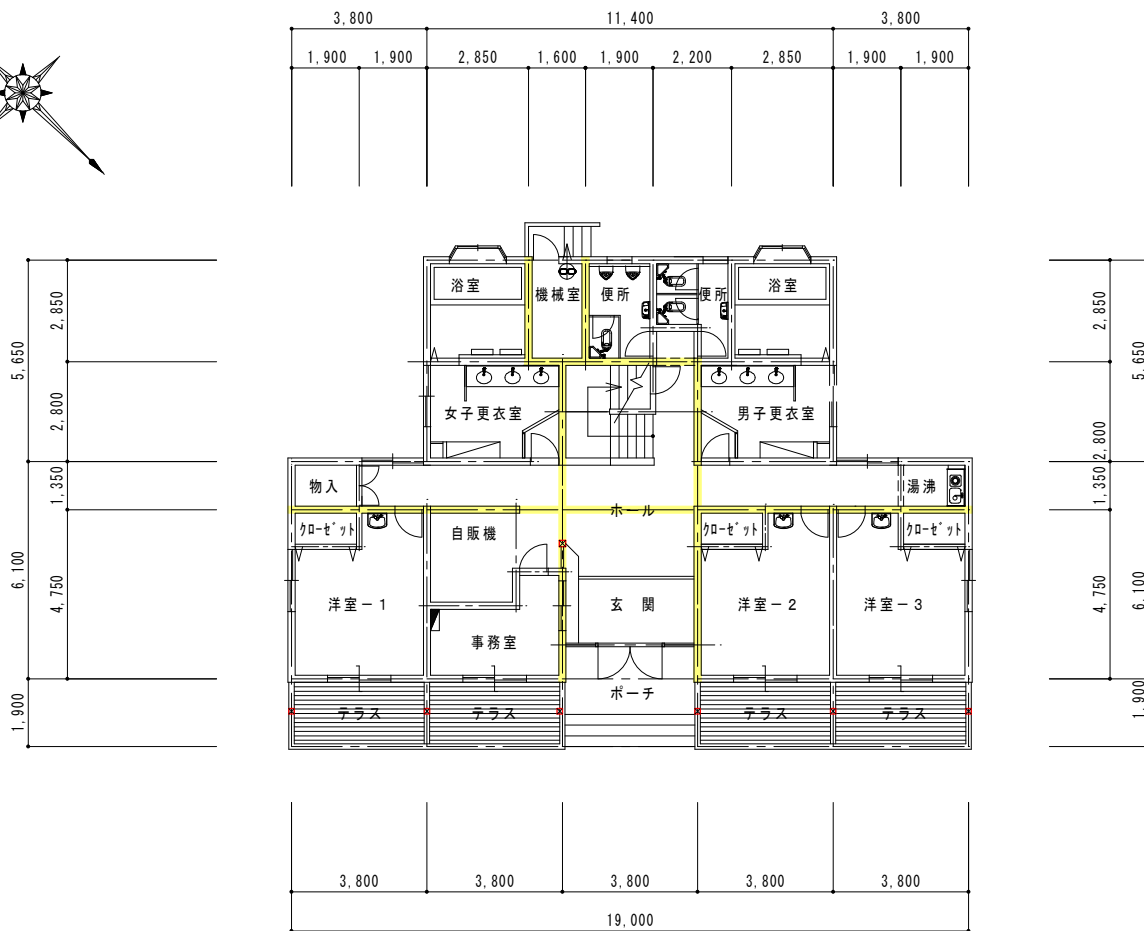 3,800 11,400 3,800
1,900 1,900 2,850 1,600 1,900 2,200 2,850 1,900 1,900
浴室 機械室 便所 便所 浴室
女子更衣室 男子更衣室
物入 湯沸
ホール
クローゼット 自販機 クローゼット クローゼット
洋室－1 玄関 洋室－2 洋室－3
事務室
ポーチ
テラス テラス テラス テラス
5,650 2,850
2,800
1,350
6,100 4,750
1,900
2,850 5,650
2,800
1,350
4,750 6,100
1,900
3,800 3,800 3,800 3,800 3,800
19,000